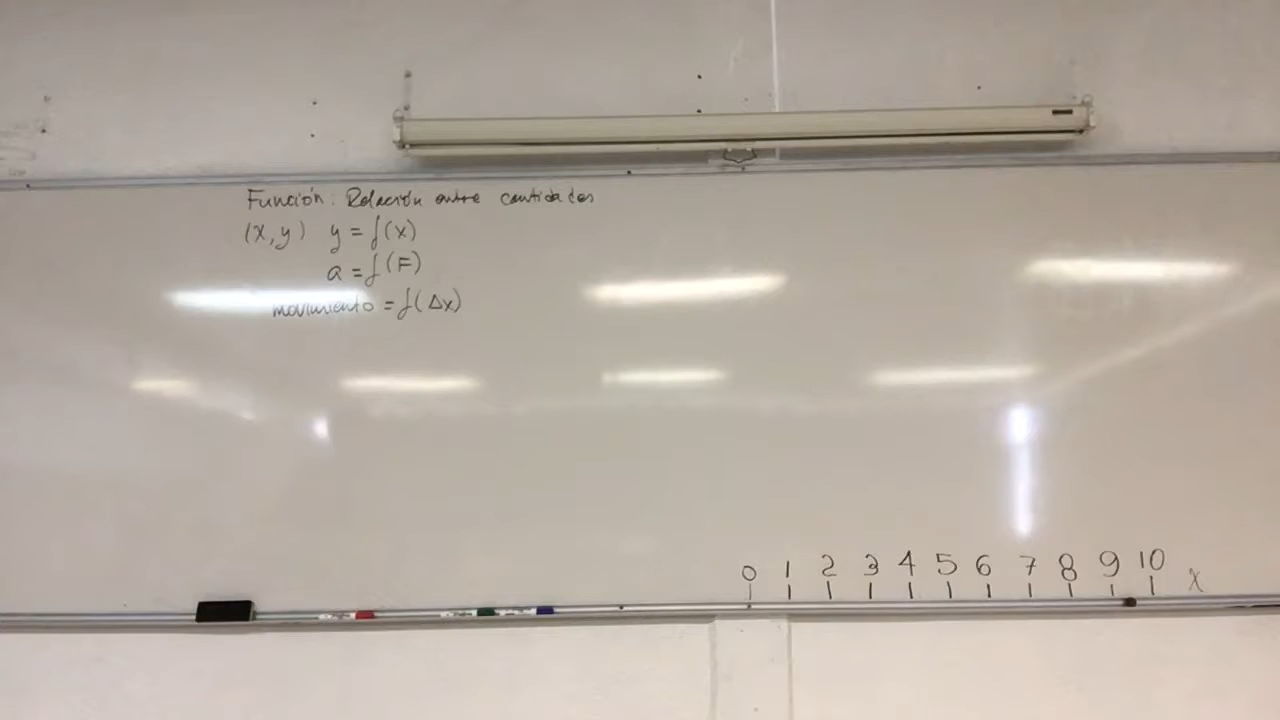 Función: Relación entre cantidades
(x,y) y = f(x)
a = f(F)
movimiento = f(Δx)
0 1 2 3 4 5 6 7 8 9 10 x